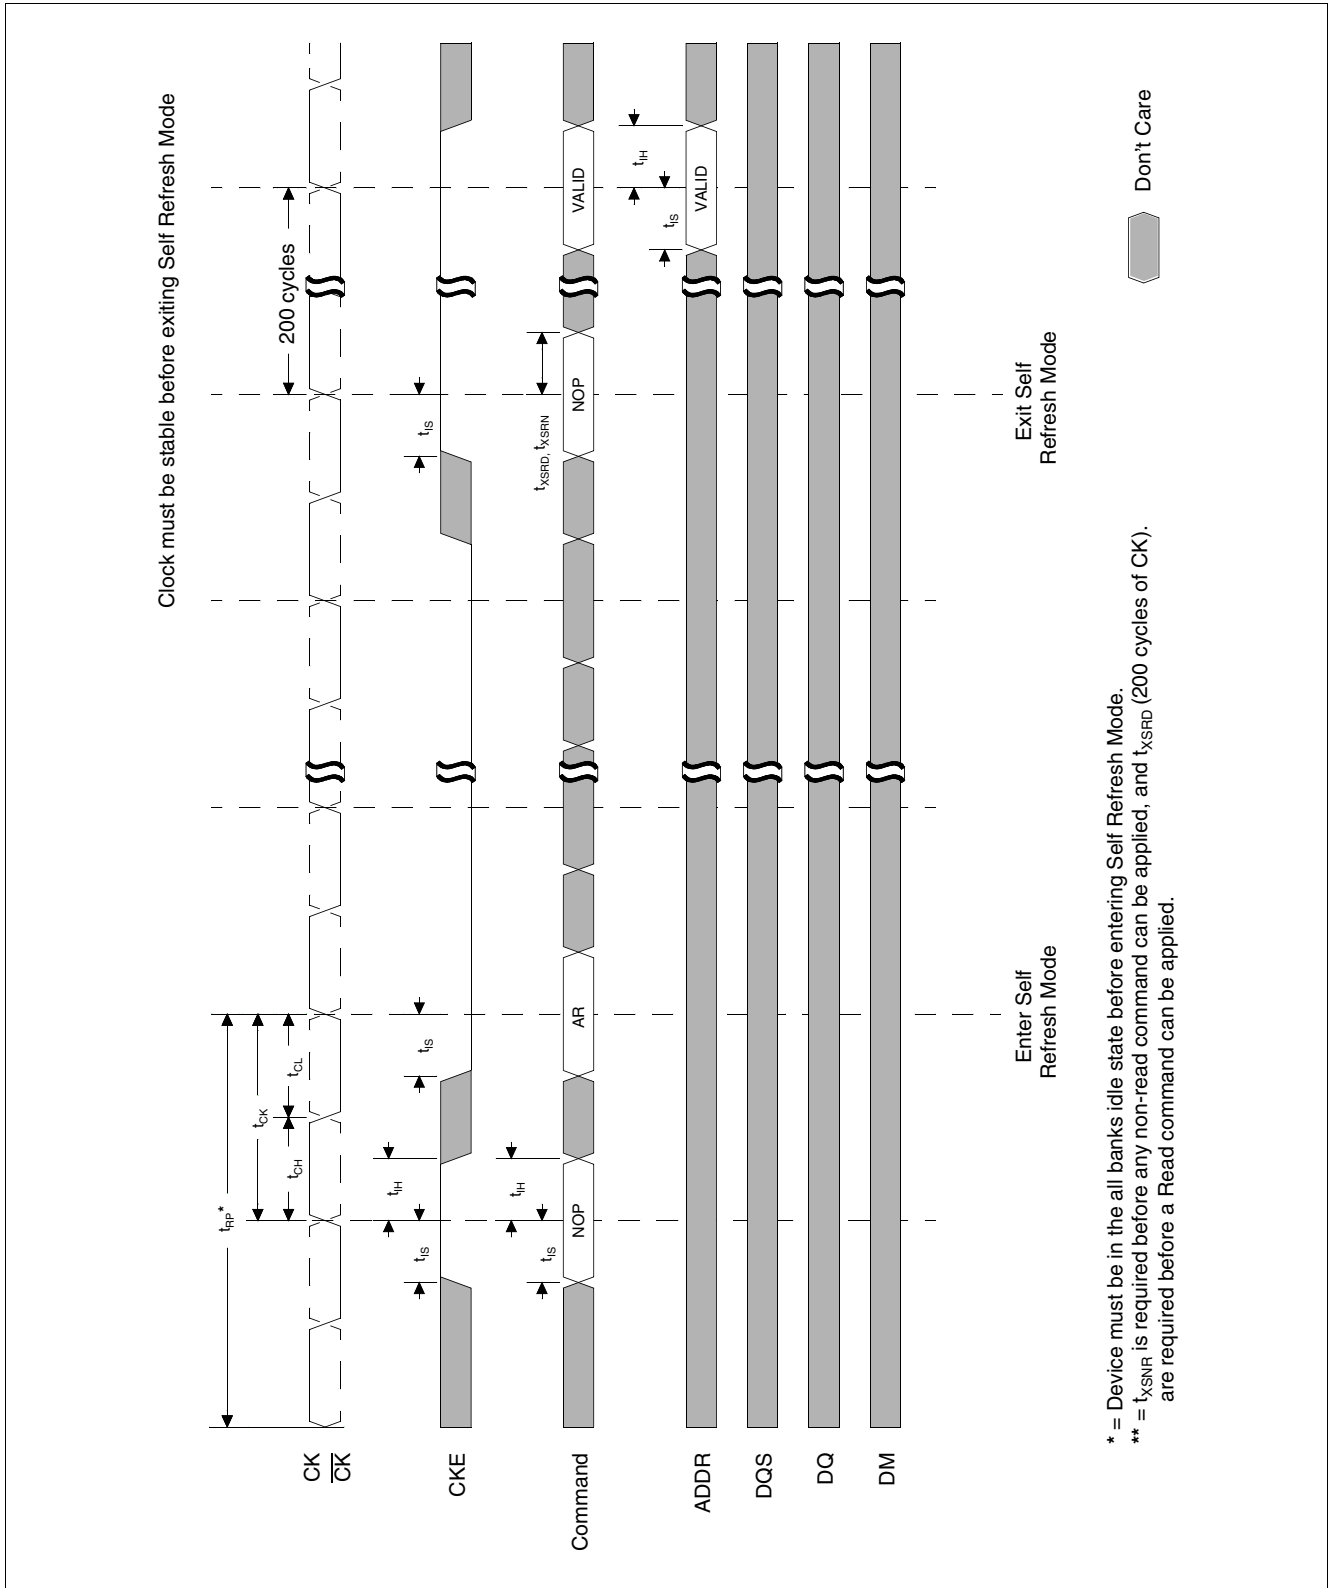 Clock must be stable before exiting Self Refresh Mode
tRP*
tCK
tCH
tCL
200 cycles
CK
CK
tIS
tIH
tIS
tIS
CKE
tIS
tIH
tXSRD, tXSRN
Command
NOP
AR
NOP
VALID
tIS
tIH
ADDR
VALID
DQS
DQ
DM
Enter Self
Refresh Mode
Exit Self
Refresh Mode
* = Device must be in the all banks idle state before entering Self Refresh Mode.
** = tXSNR is required before any non-read command can be applied, and tXSRD (200 cycles of CK).
are required before a Read command can be applied.
Don't Care